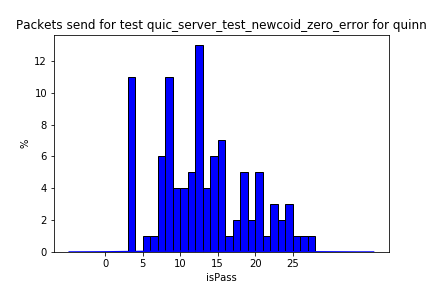 Packets send for test quic_server_test_newcoid_zero_error for quinn
12
10
8
6
4
2
0
%
0 5 10 15 20 25
isPass